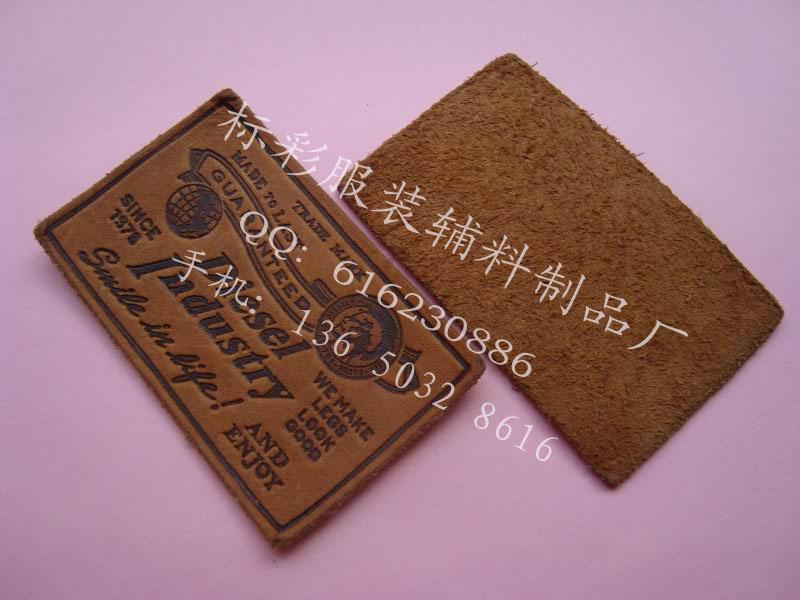 标彩服装辅料制品厂
QQ: 616230886
手机: 136 5032 8616
MADE TO LAST TRADE MARK
GUARANTEED
SINCE
1978
Diesel
Industry
Smile in life!
WE MAKE
LEGS
LOOK
GOOD
AND
ENJOY